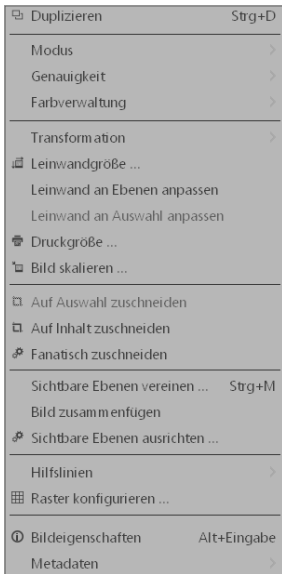 Duplizieren Strg+D
Modus
Genauigkeit
Farbverwaltung
Transformation
Leinwandgröße ...
Leinwand an Ebenen anpassen
Leinwand an Auswahl anpassen
Druckgröße ...
Bild skalieren ...
Auf Auswahl zuschneiden
Auf Inhalt zuschneiden
Fanatisch zuschneiden
Sichtbare Ebenen vereinen ... Strg+M
Bild zusammenfügen
Sichtbare Ebenen ausrichten ...
Hilfslinien
Raster konfigurieren ...
Bildeigenschaften Alt+Eingabe
Metadaten